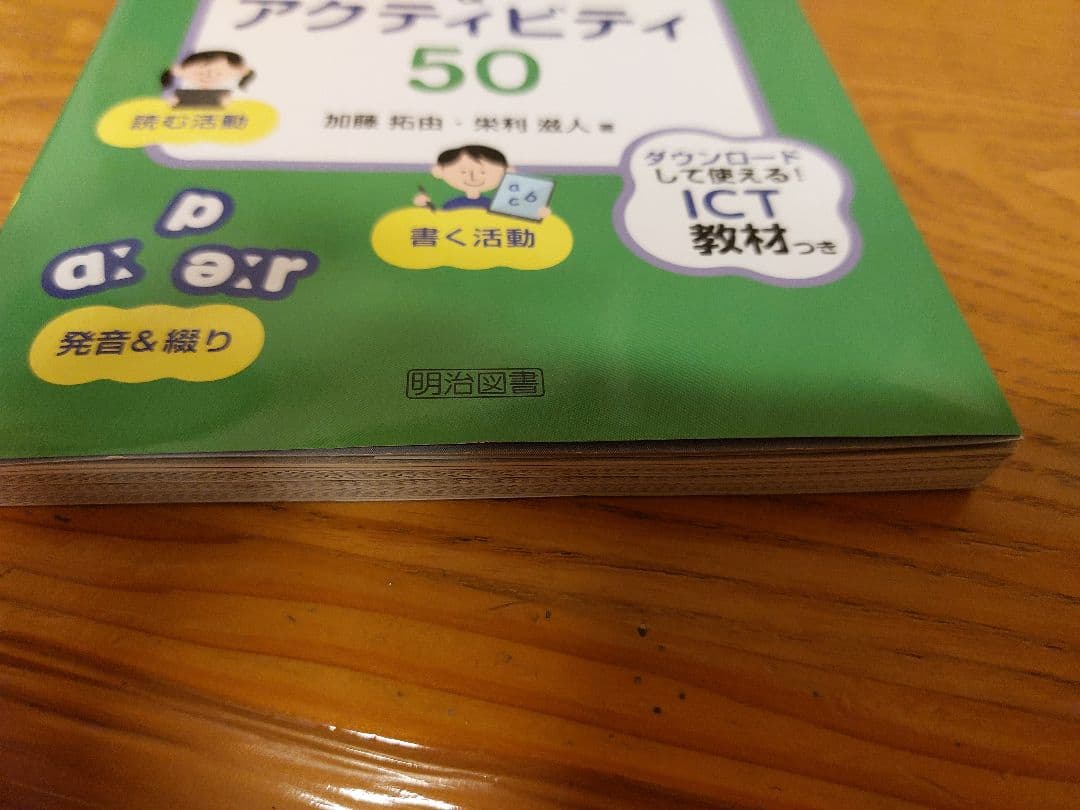 アクティビティ
50
加藤 拓由・栄利 滋人 著
読む活動
ダウンロード
して使える!
ICT
教材つき
a
b
c
書く活動
p
ɑː əːr
発音&綴り
明治図書